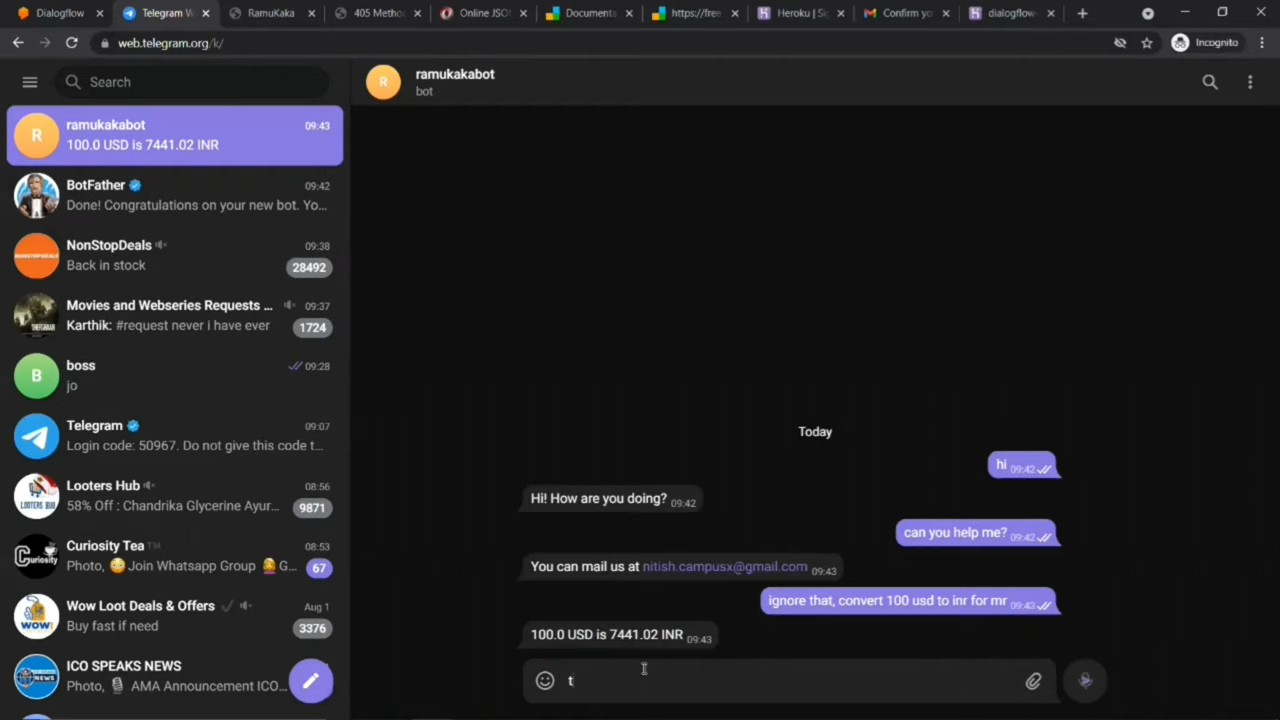 Dialogflow
Telegram W
RamuKaka
405 Metho
Online JSO
Documenta
https://free
Heroku | Sig
Confirm yo
dialogflow
web.telegram.org/k/
Incognito
Search
R
ramukakabot
09:43
100.0 USD is 7441.02 INR
BotFather
09:42
Done! Congratulations on your new bot. Yo...
NonStopDeals
09:38
Back in stock
28492
Movies and Webseries Requests ...
09:37
Karthik: #request never i have ever
1724
B
boss
09:28
jo
Telegram
09:07
Login code: 50967. Do not give this code t...
Looters Hub
08:56
58% Off : Chandrika Glycerine Ayur...
9871
Curiosity Tea™
08:53
Photo, 😳Join Whatsapp Group 🙎‍♀️G...
67
Wow Loot Deals & Offers
Aug 1
Buy fast if need
3376
ICO SPEAKS NEWS
Photo, 🎙 AMA Announcement ICO...
R
ramukakabot
bot
Today
hi 09:42
Hi! How are you doing? 09:42
can you help me? 09:42
You can mail us at nitish.campusx@gmail.com 09:43
ignore that, convert 100 usd to inr for mr 09:43
100.0 USD is 7441.02 INR 09:43
t